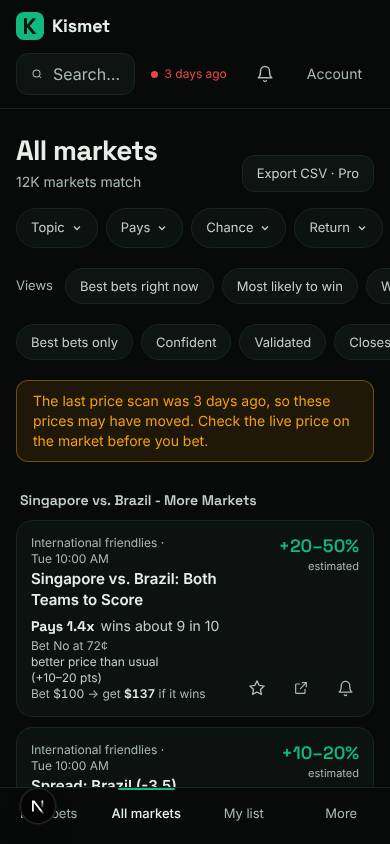 K Kismet
Search...
3 days ago
Account
All markets
12K markets match
Export CSV · Pro
Topic
Pays
Chance
Return
Views
Best bets right now
Most likely to win
W
Best bets only
Confident
Validated
Closes
The last price scan was 3 days ago, so these
prices may have moved. Check the live price on
the market before you bet.
Singapore vs. Brazil - More Markets
International friendlies ·
Tue 10:00 AM
+20–50%
estimated
Singapore vs. Brazil: Both
Teams to Score
Pays 1.4x wins about 9 in 10
Bet No at 72¢
better price than usual
(+10–20 pts)
Bet $100 → get $137 if it wins
International friendlies ·
Tue 10:00 AM
+10–20%
estimated
Spread: Brazil (-3.5)
N
bets
All markets
My list
More